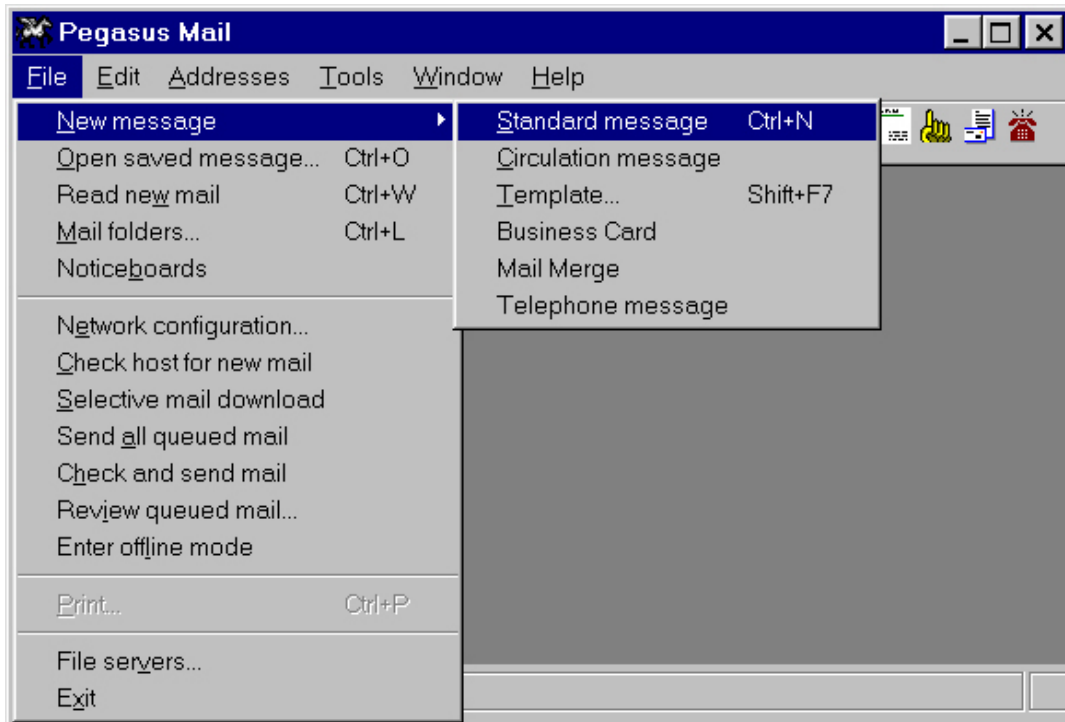 Pegasus Mail
File Edit Addresses Tools Window Help
New message
Open saved message... Ctrl+O
Read new mail Ctrl+W
Mail folders... Ctrl+L
Noticeboards
Network configuration...
Check host for new mail
Selective mail download
Send all queued mail
Check and send mail
Review queued mail...
Enter offline mode
Print... Ctrl+P
File servers...
Exit
Standard message Ctrl+N
Circulation message
Template... Shift+F7
Business Card
Mail Merge
Telephone message